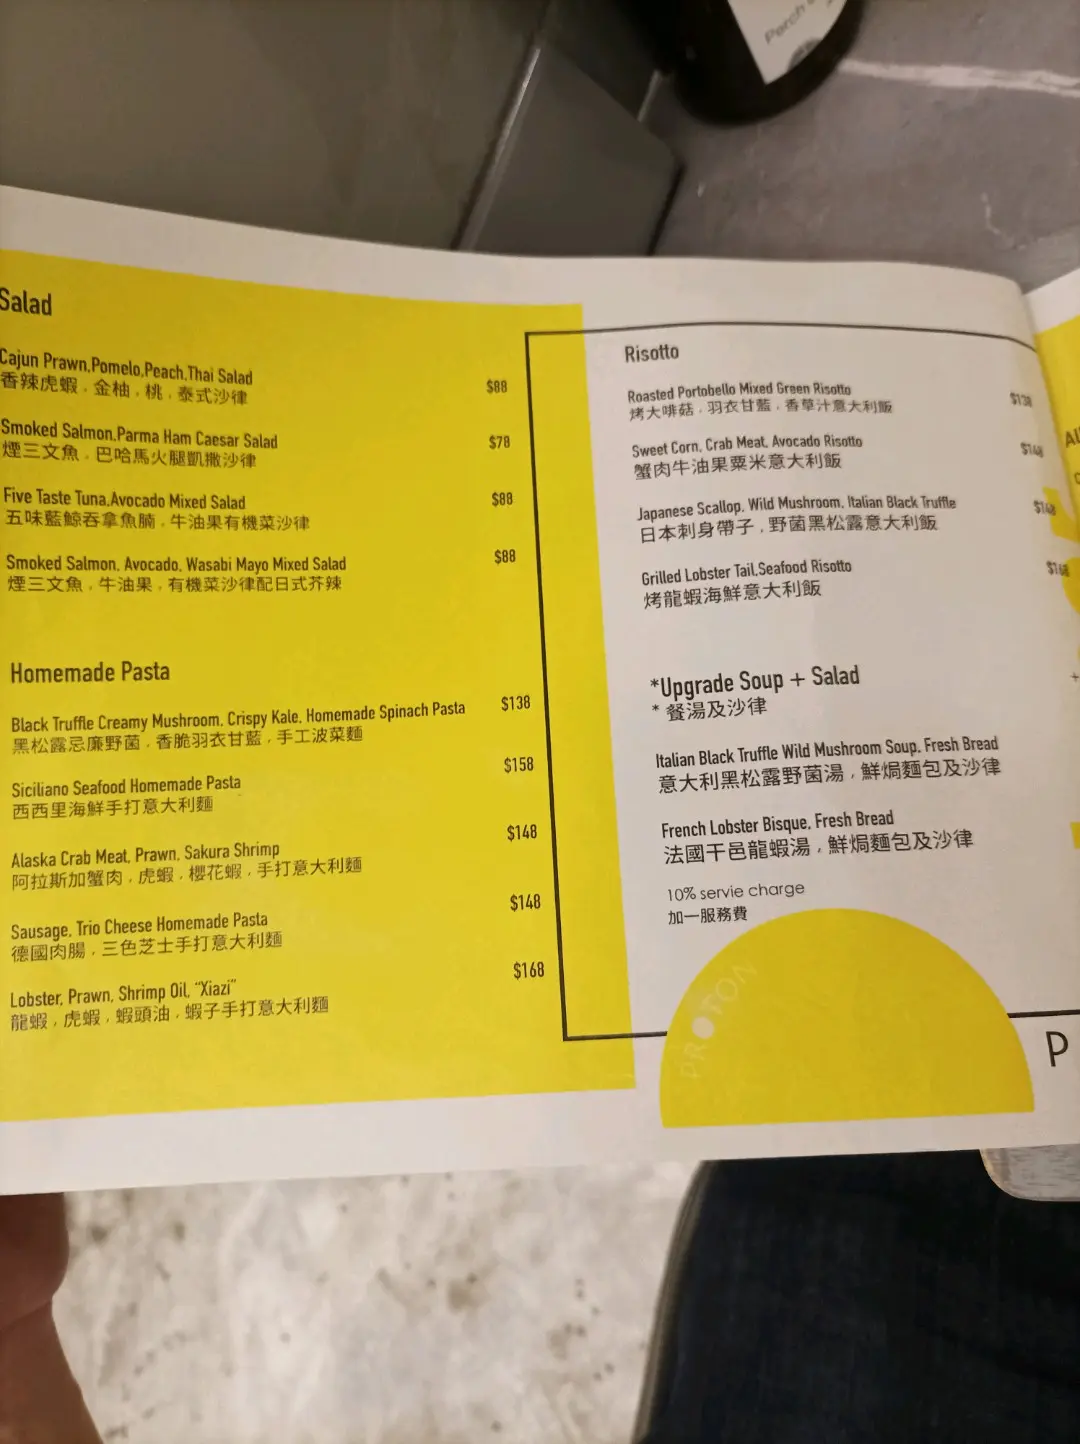 Salad
Cajun Prawn,Pomelo,Peach,Thai Salad
香辣虎蝦，金柚，桃，泰式沙律
$88
Smoked Salmon,Parma Ham Caesar Salad
煙三文魚，巴哈馬火腿凱撒沙律
$78
Five Taste Tuna,Avocado Mixed Salad
五味藍鯨吞拿魚腩，牛油果有機菜沙律
$88
Smoked Salmon, Avocado, Wasabi Mayo Mixed Salad
煙三文魚，牛油果，有機菜沙律配日式芥辣
$88
Homemade Pasta
Black Truffle Creamy Mushroom, Crispy Kale, Homemade Spinach Pasta
黑松露忌廉野菌，香脆羽衣甘藍，手工波菜麵
$138
Siciliano Seafood Homemade Pasta
西西里海鮮手打意大利麵
$158
Alaska Crab Meat, Prawn, Sakura Shrimp
阿拉斯加蟹肉，虎蝦，櫻花蝦，手打意大利麵
$148
Sausage, Trio Cheese Homemade Pasta
德國肉腸，三色芝士手打意大利麵
$148
Lobster, Prawn, Shrimp Oil, "Xiazi"
龍蝦，虎蝦，蝦頭油，蝦子手打意大利麵
$168
Risotto
Roasted Portobello Mixed Green Risotto
烤大啡菇，羽衣甘藍，香草汁意大利飯
$138
Sweet Corn, Crab Meat, Avocado Risotto
蟹肉牛油果粟米意大利飯
$148
Japanese Scallop, Wild Mushroom, Italian Black Truffle
日本刺身帶子，野菌黑松露意大利飯
$148
Grilled Lobster Tail,Seafood Risotto
烤龍蝦海鮮意大利飯
$168
*Upgrade Soup + Salad
* 餐湯及沙律
Italian Black Truffle Wild Mushroom Soup, Fresh Bread
意大利黑松露野菌湯，鮮焗麵包及沙律
French Lobster Bisque, Fresh Bread
法國干邑龍蝦湯，鮮焗麵包及沙律
10% servie charge
加一服務費
PROTON
P